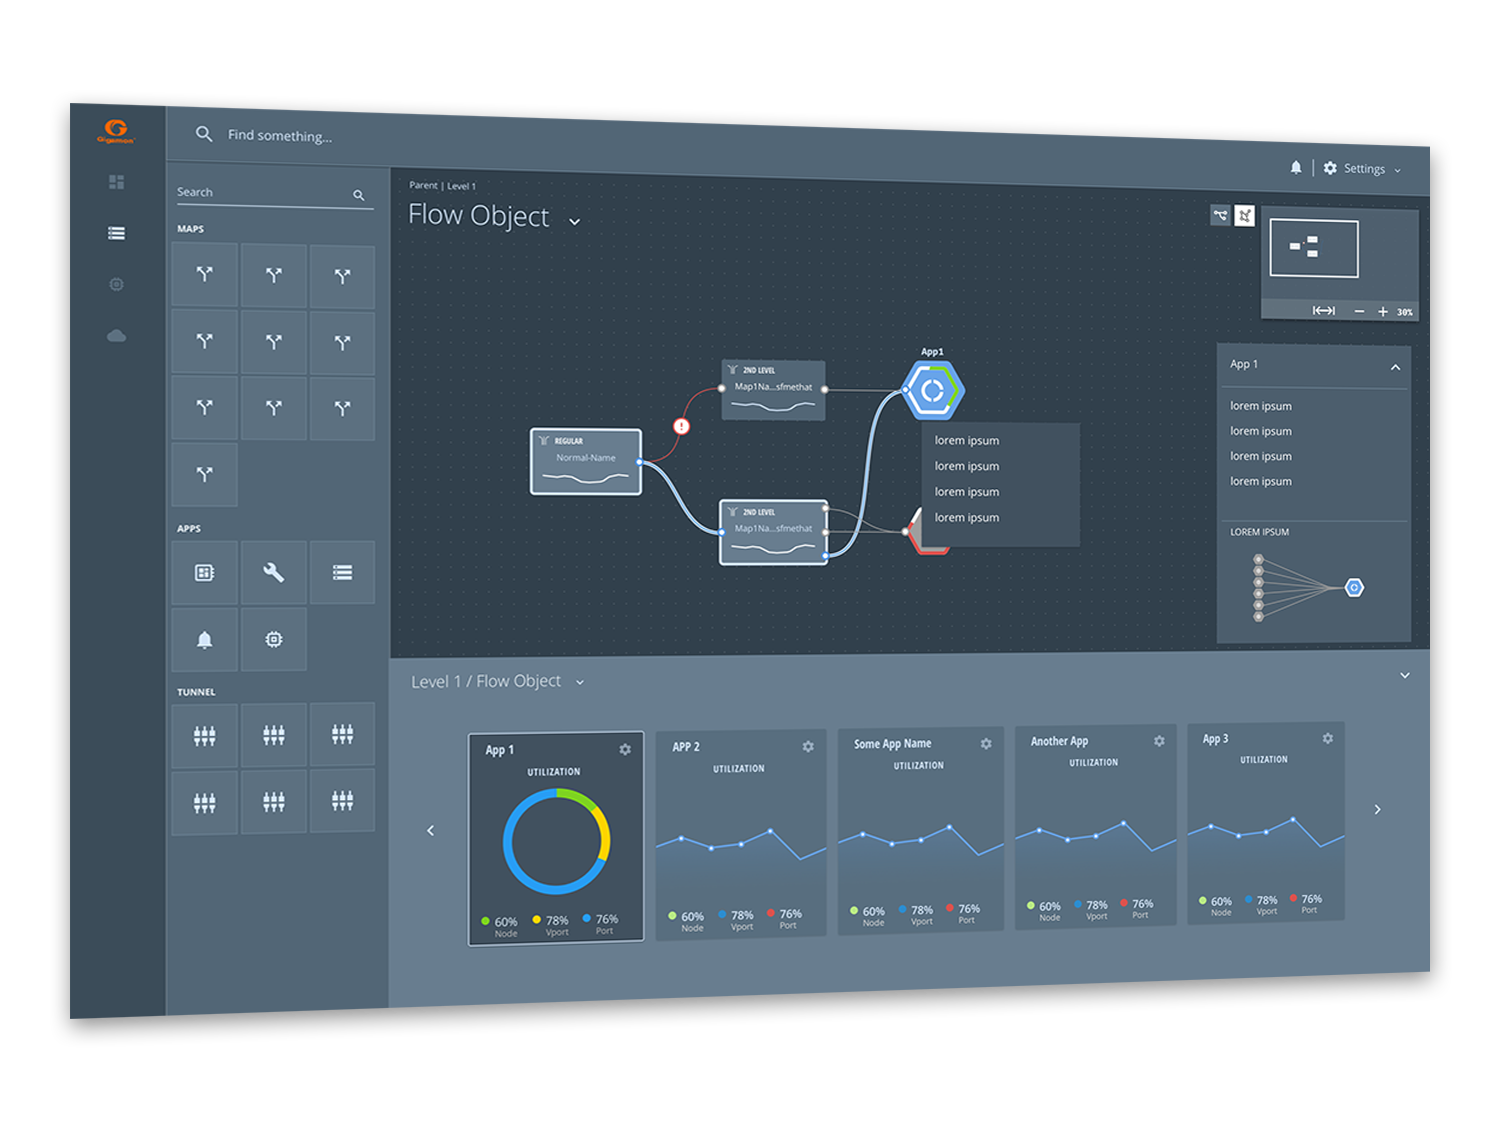 Gigamon
Find something...
Settings
Search
MAPS
APPS
TUNNEL
Parent | Level 1
Flow Object
30%
REGULAR
Normal-Name
2ND LEVEL
Map1Na...sfmethat
2ND LEVEL
Map1Na...sfmethat
App1
lorem ipsum
lorem ipsum
lorem ipsum
lorem ipsum
App 1
lorem ipsum
lorem ipsum
lorem ipsum
lorem ipsum
LOREM IPSUM
Level 1 / Flow Object
App 1
UTILIZATION
60% 78% 76%
Node Vport Port
APP 2
UTILIZATION
60% 78% 76%
Node Vport Port
Some App Name
UTILIZATION
60% 78% 76%
Node Vport Port
Another App
UTILIZATION
60% 78% 76%
Node Vport Port
App 3
UTILIZATION
60% 78% 76%
Node Vport Port